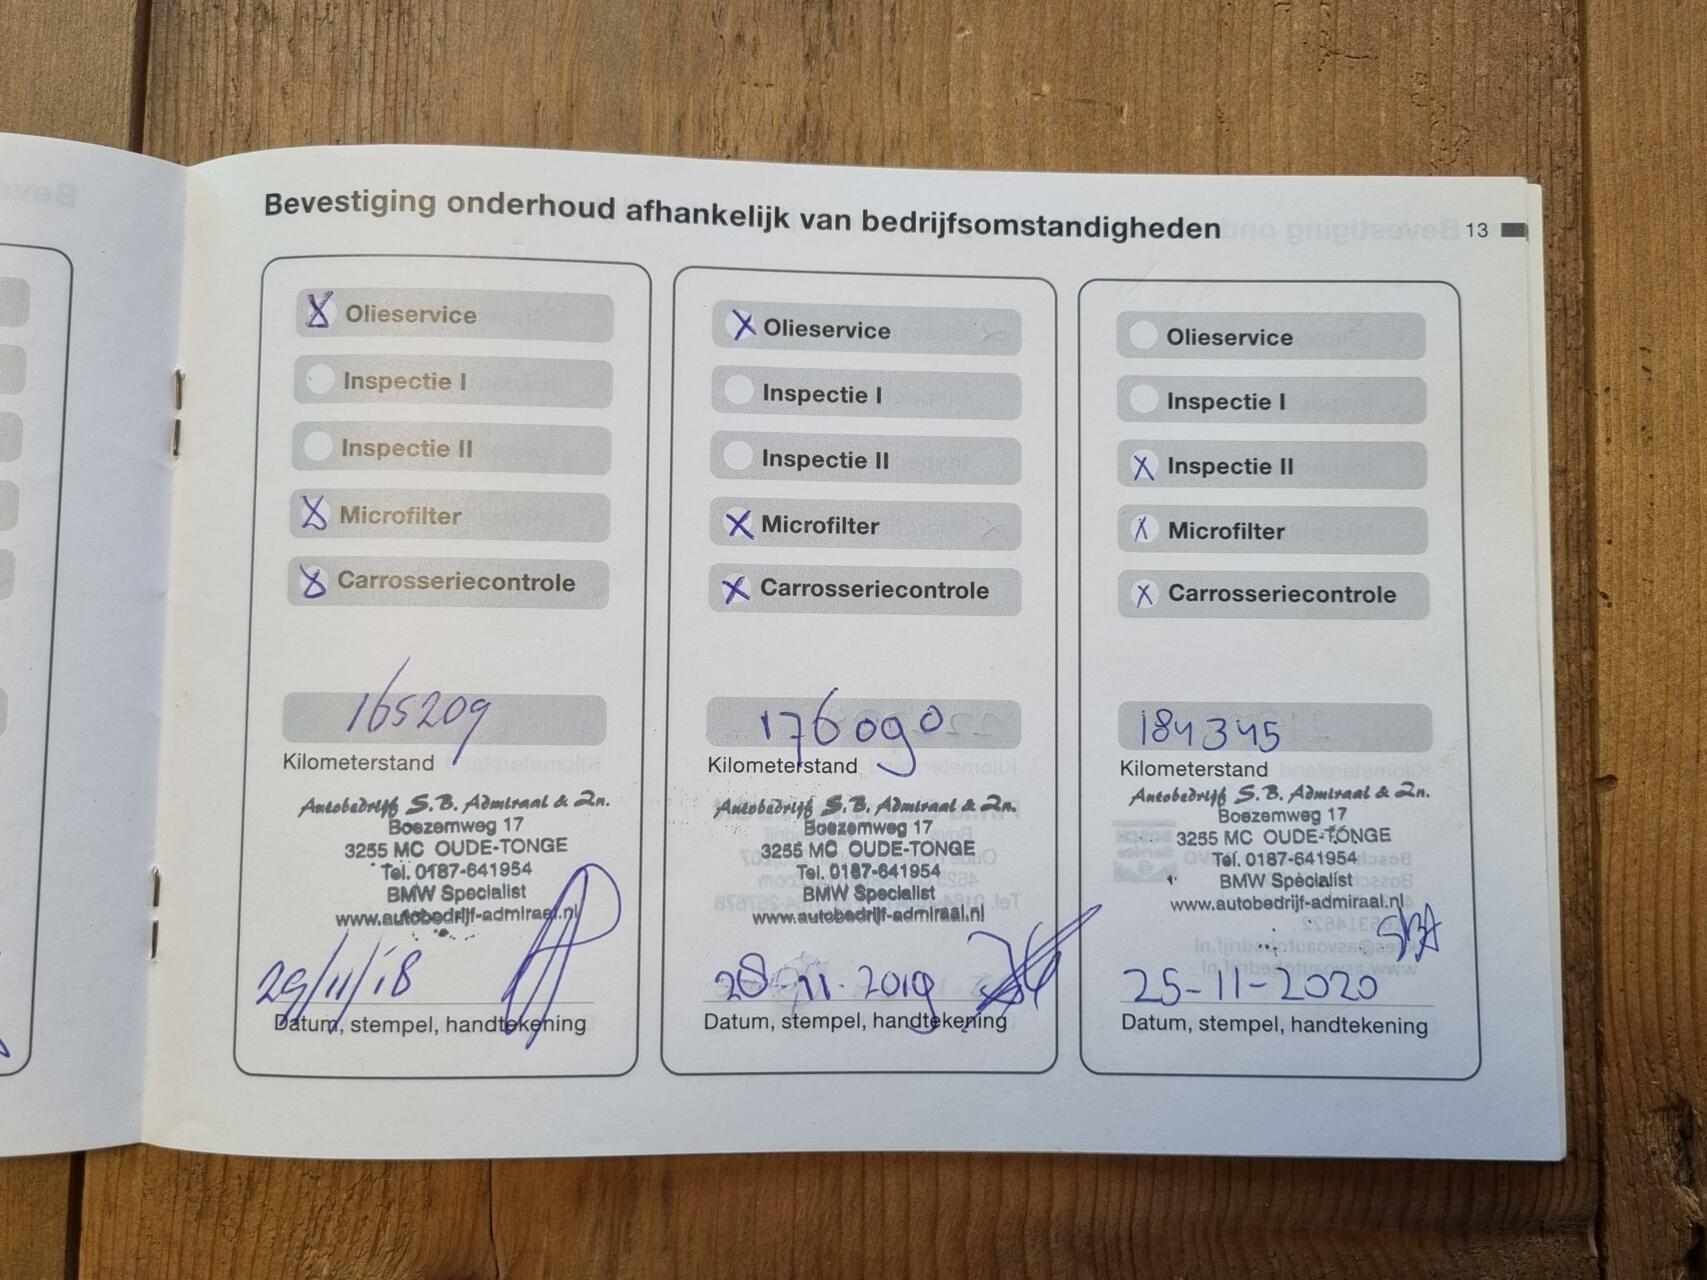 Bevestiging onderhoud afhankelijk van bedrijfsomstandigheden
13
X Olieservice
Inspectie I
Inspectie II
X Microfilter
X Carrosseriecontrole
165209
Kilometerstand
Autobedrijf S.B. Admiraal & Zn.
Boezemweg 17
3255 MC OUDE-TONGE
Tel. 0187-641954
BMW Specialist
www.autobedrijf-admiraal.nl
29/11/18
Datum, stempel, handtekening
X Olieservice
Inspectie I
Inspectie II
X Microfilter
X Carrosseriecontrole
176090
Kilometerstand
Autobedrijf S.B. Admiraal & Zn.
Boezemweg 17
3255 MC OUDE-TONGE
Tel. 0187-641954
BMW Specialist
www.autobedrijf-admiraal.nl
28-11-2019
Datum, stempel, handtekening
Olieservice
Inspectie I
X Inspectie II
X Microfilter
X Carrosseriecontrole
184345
Kilometerstand
Autobedrijf S.B. Admiraal & Zn.
Boezemweg 17
3255 MC OUDE-TONGE
Tel. 0187-641954
BMW Specialist
www.autobedrijf-admiraal.nl
25-11-2020
Datum, stempel, handtekening